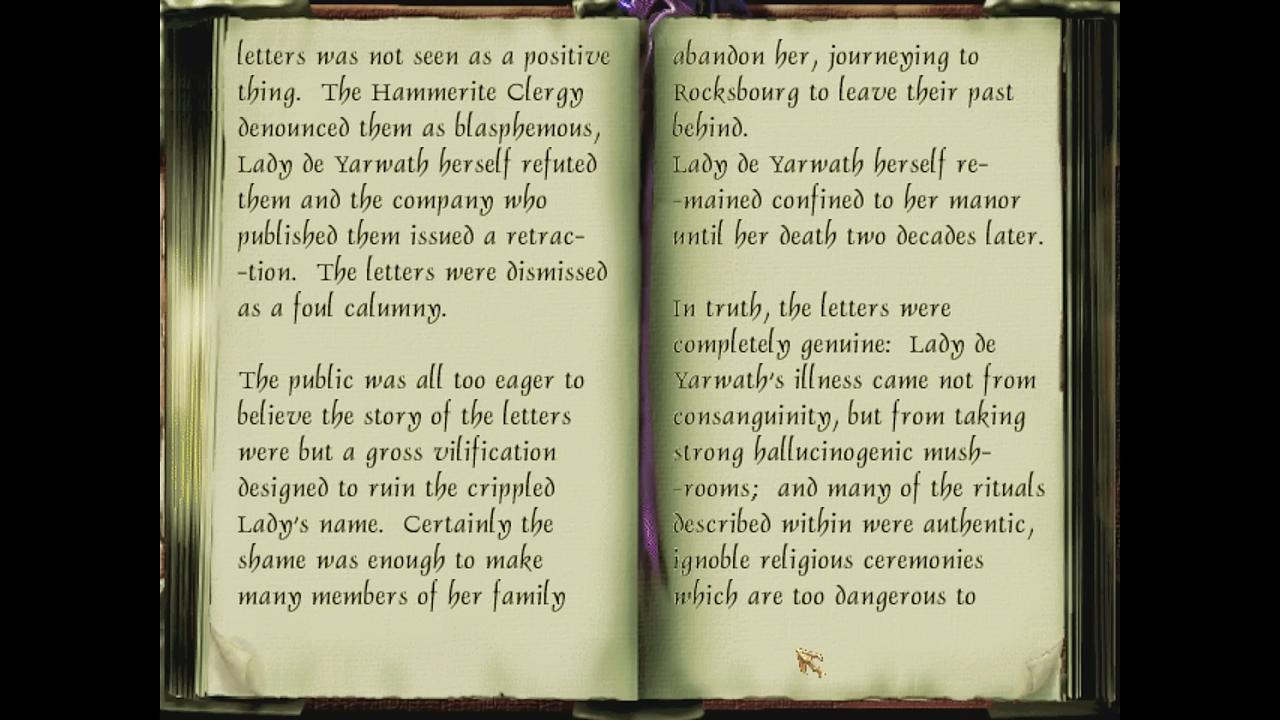 letters was not seen as a positive
thing. The Hammerite Clergy
denounced them as blasphemous,
Lady de Yarwath herself refuted
them and the company who
published them issued a retrac-
-tion. The letters were dismissed
as a foul calumny.
The public was all too eager to
believe the story of the letters
were but a gross vilification
designed to ruin the crippled
Lady's name. Certainly the
shame was enough to make
many members of her family
abandon her, journeying to
Rocksbourg to leave their past
behind.
Lady de Yarwath herself re-
-mained confined to her manor
until her death two decades later.
In truth, the letters were
completely genuine: Lady de
Yarwath's illness came not from
consanguinity, but from taking
strong hallucinogenic mush-
-rooms; and many of the rituals
described within were authentic,
ignoble religious ceremonies
which are too dangerous to